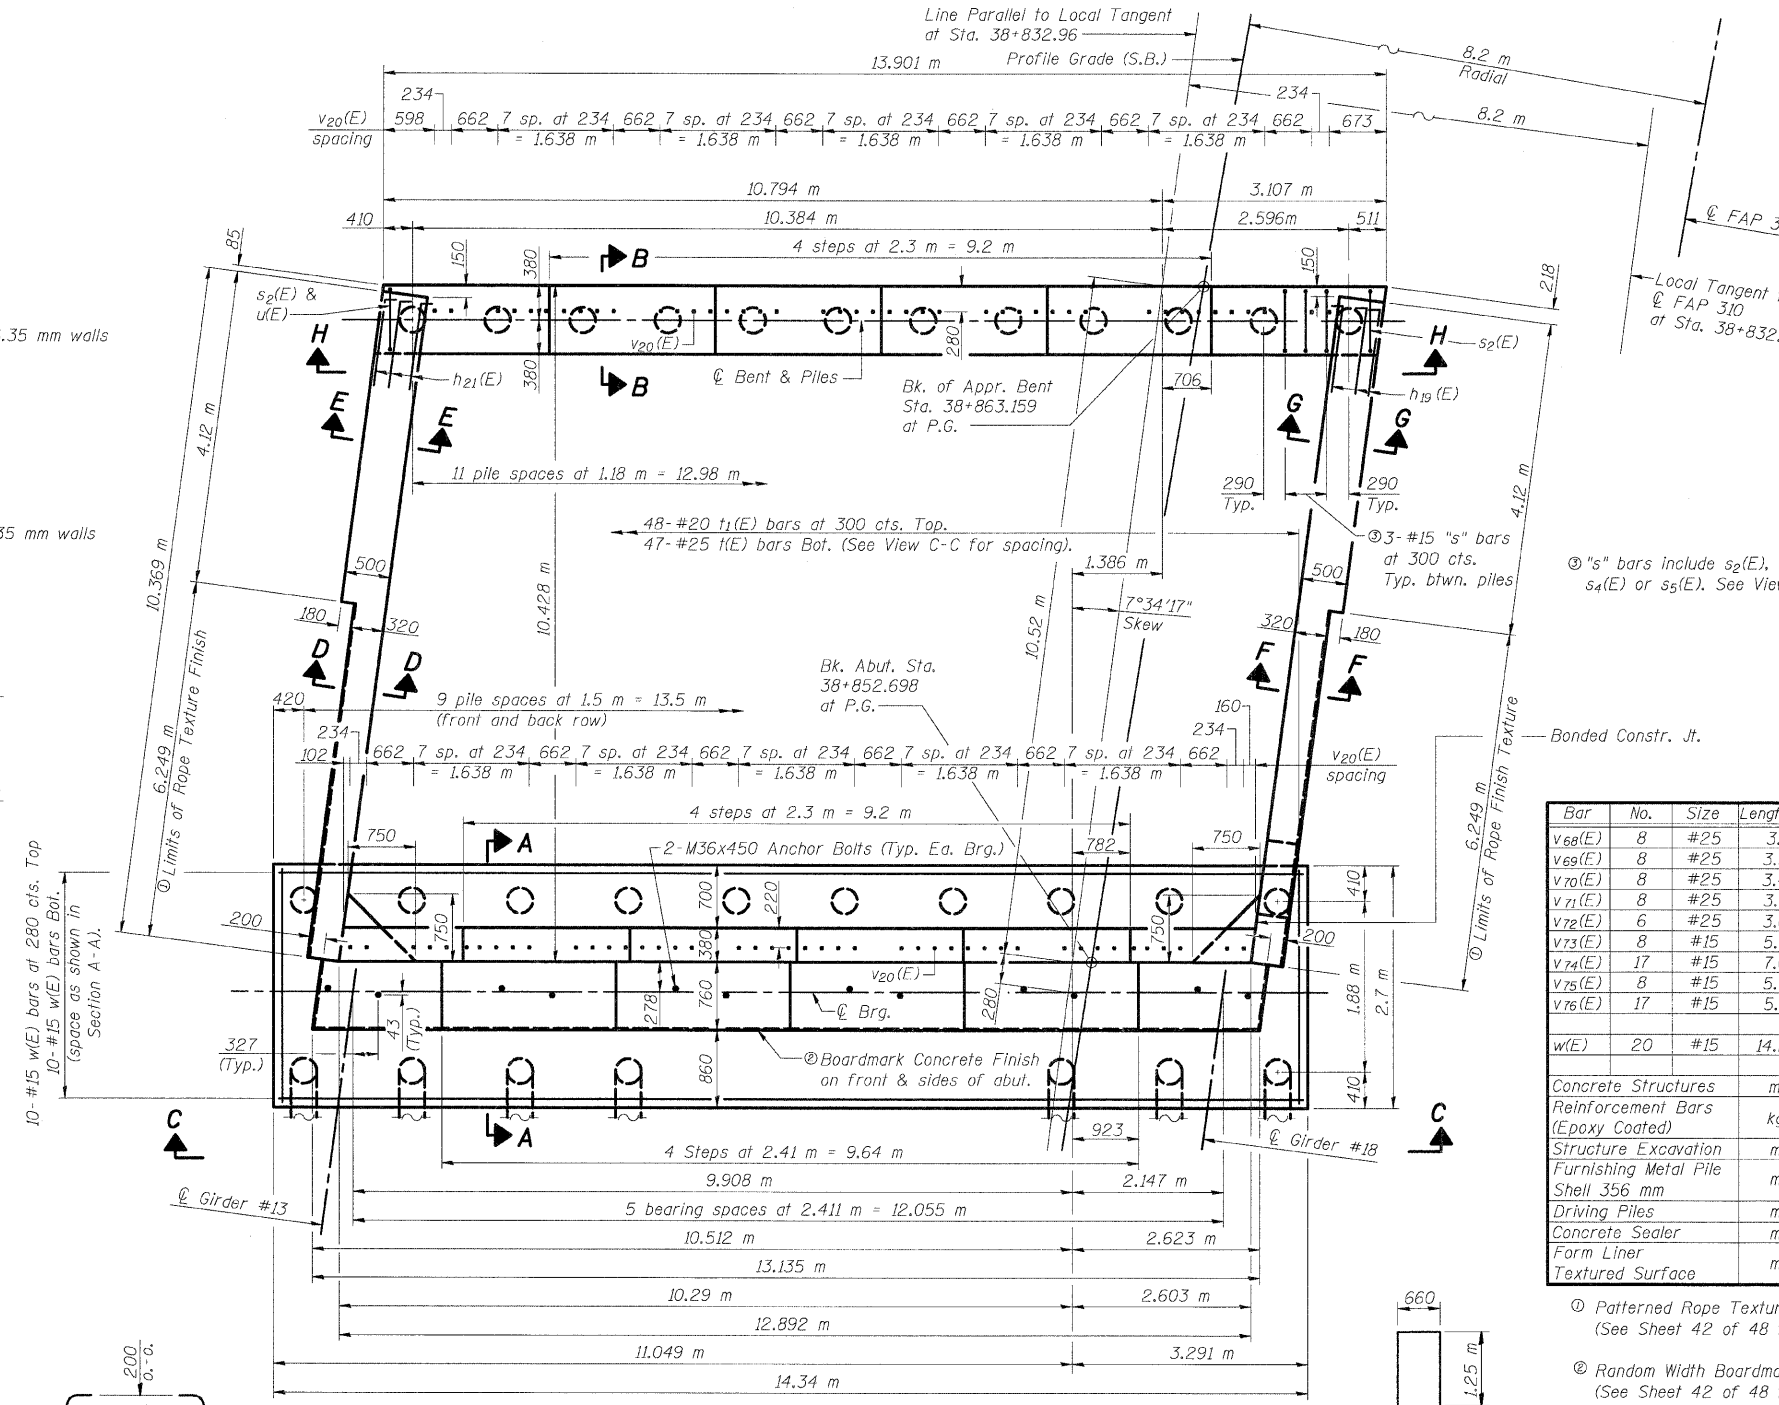 Line Parallel to Local Tangent
at Sta. 38+832.96
Profile Grade (S.B.)
8.2 m
Radial
13.901 m
234
234
8.2 m
v20(E)
spacing
598
662
7 sp. at 234
= 1.638 m
662
7 sp. at 234
= 1.638 m
662
7 sp. at 234
= 1.638 m
662
7 sp. at 234
= 1.638 m
662
7 sp. at 234
= 1.638 m
662
673
10.794 m
3.107 m
℄ FAP 3
410
10.384 m
2.596m
511
4 steps at 2.3 m = 9.2 m
85
150
380
B
150
218
s2(E) &
u(E)
Local Tangent
℄ FAP 310
at Sta. 38+832.
.35 mm walls
H
v20(E)
280
H
s2(E)
380
h21(E)
B
℄ Bent & Piles
Bk. of Appr. Bent
Sta. 38+863.159
at P.G.
706
h19(E)
E
E
G
G
4.12 m
11 pile spaces at 1.18 m = 12.98 m
290
Typ.
290
Typ.
4.12 m
35 mm walls
48-#20 t1(E) bars at 300 cts. Top.
47-#25 t(E) bars Bot. (See View C-C for spacing).
③ 3-#15 "s" bars
at 300 cts.
Typ. btwn. piles
③ "s" bars include s2(E),
s4(E) or s5(E). See View
10.369 m
500
10.428 m
1.386 m
500
7°34'17"
Skew
10.52 m
180
320
320
180
D
D
F
F
Bk. Abut. Sta.
38+852.698
at P.G.
6.249 m
① Limits of Rope Texture Finish
420
9 pile spaces at 1.5 m = 13.5 m
(front and back row)
160
234
234
Bonded Constr. Jt.
102
662
7 sp. at 234
= 1.638 m
662
7 sp. at 234
= 1.638 m
662
7 sp. at 234
= 1.638 m
662
7 sp. at 234
= 1.638 m
662
7 sp. at 234
= 1.638 m
662
v20(E)
spacing
6.249 m
① Limits of Rope Finish Texture
4 steps at 2.3 m = 9.2 m
750
A
2-M36x450 Anchor Bolts (Typ. Ea. Brg.)
782
750
10-#15 w(E) bars at 280 cts. Top
10-#15 w(E) bars Bot.
(space as shown in
Section A-A).
700
220
410
200
750
380
750
200
v20(E)
278
760
280
1.88 m
2.7 m
℄ Brg.
43
(Typ.)
327
(Typ.)
860
② Boardmark Concrete Finish
on front & sides of abut.
410
C
A
923
℄ Girder #18
C
4 Steps at 2.41 m = 9.64 m
9.908 m
2.147 m
℄ Girder #13
5 bearing spaces at 2.411 m = 12.055 m
10.512 m
2.623 m
13.135 m
10.29 m
2.603 m
12.892 m
11.049 m
3.291 m
14.34 m
200
o.-o.
660
1.25 m
Bar No. Size Lengt
v68(E) 8 #25 3.
v69(E) 8 #25 3.
v70(E) 8 #25 3.
v71(E) 8 #25 3.
v72(E) 6 #25 3.
v73(E) 8 #15 5.
v74(E) 17 #15 7.
v75(E) 8 #15 5.
v76(E) 17 #15 5.
w(E) 20 #15 14.
Concrete Structures m
Reinforcement Bars
(Epoxy Coated) kg
Structure Excavation m
Furnishing Metal Pile
Shell 356 mm m
Driving Piles m
Concrete Sealer m
Form Liner
Textured Surface m
① Patterned Rope Textur
(See Sheet 42 of 48
② Random Width Boardma
(See Sheet 42 of 48